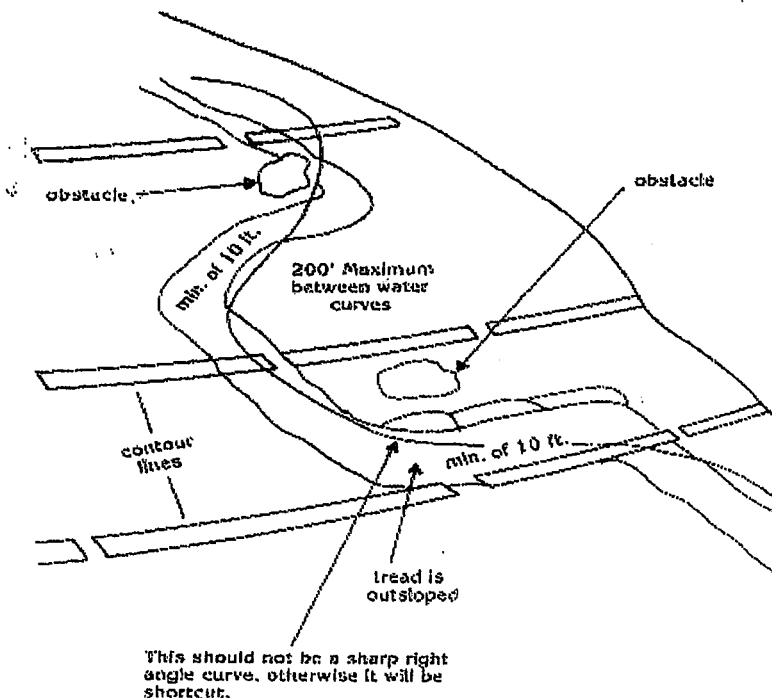 obstacle
obstacle
min. of 10 ft.
200' Maximum
between water
curves
contour
lines
min. of 10 ft.
tread is
outsloped
This should not be a sharp right
angle curve, otherwise it will be
shortcut.